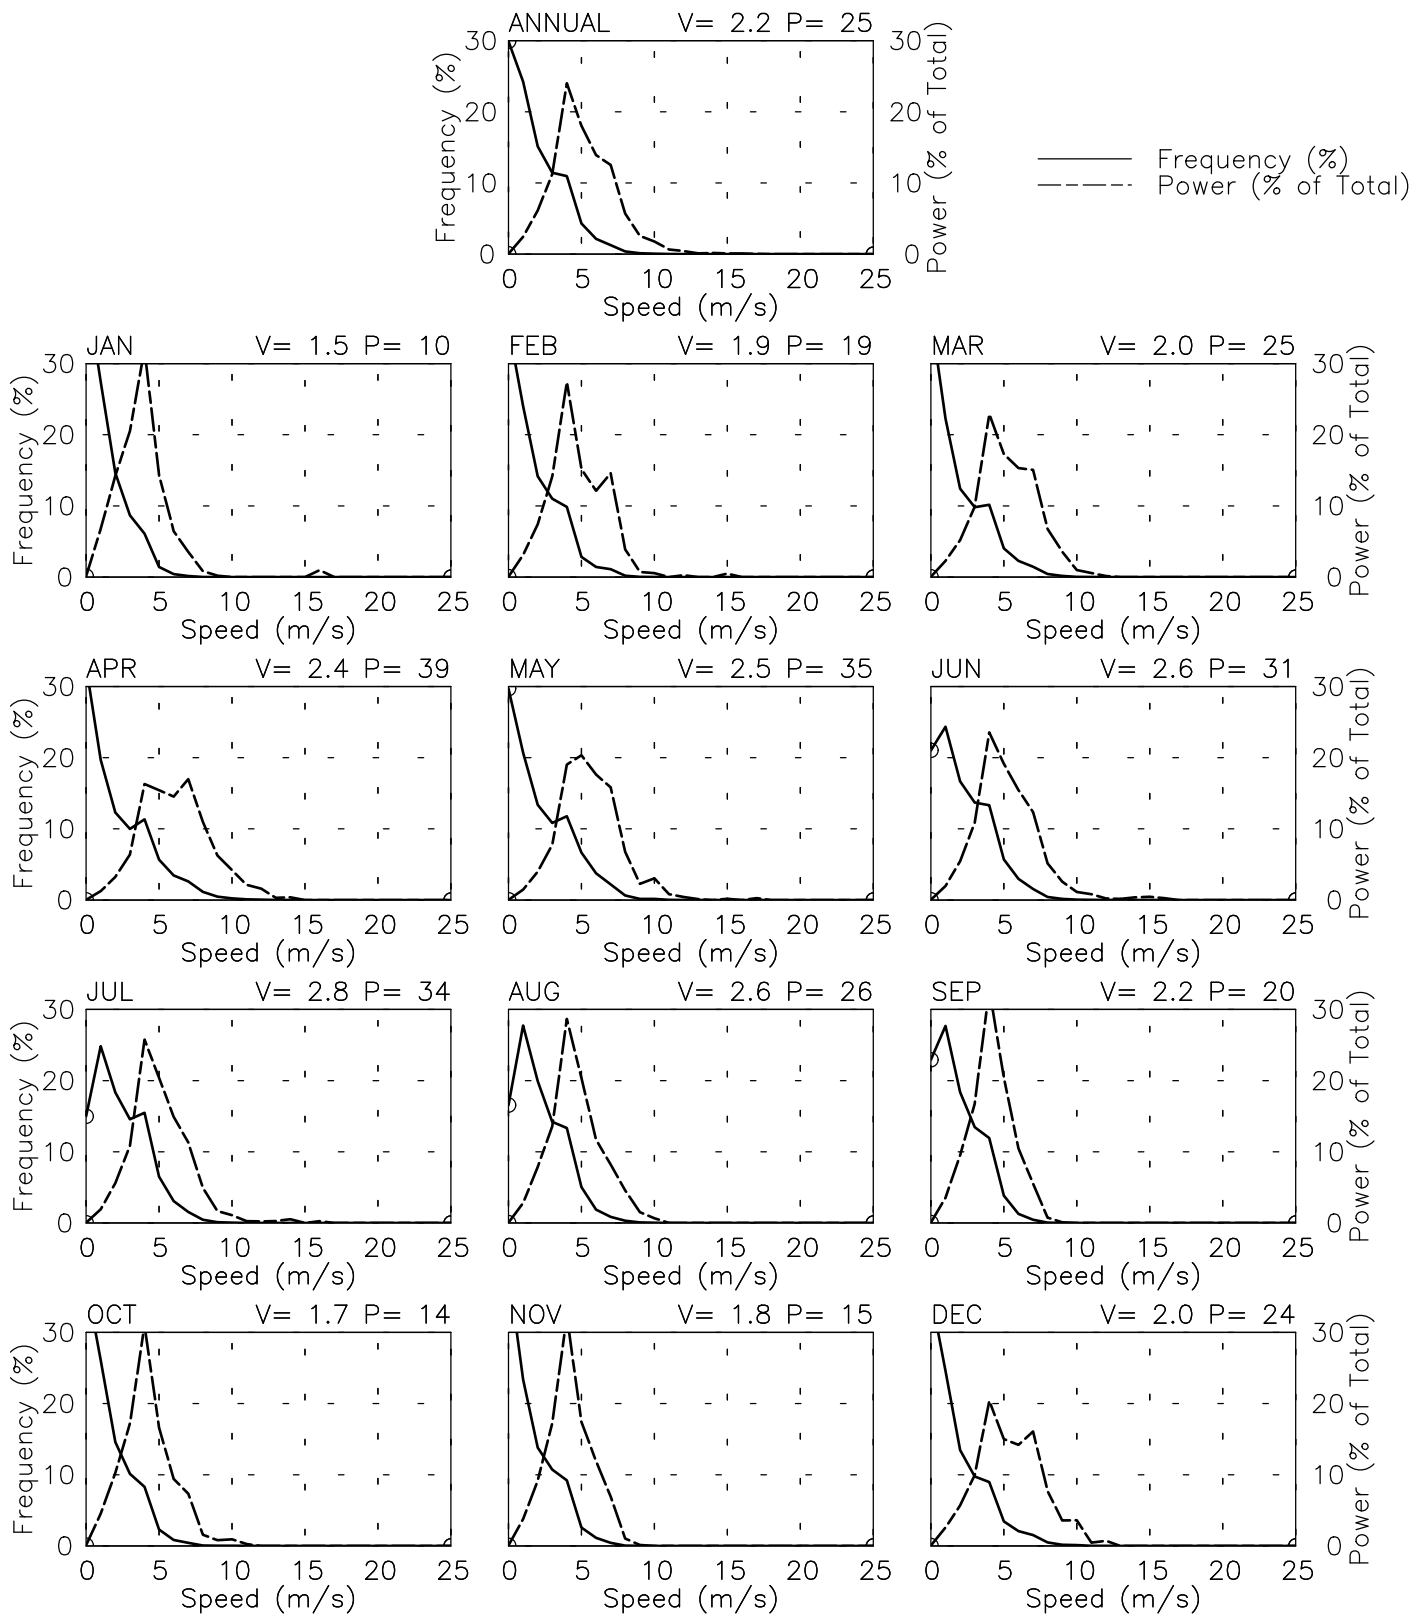 ANNUAL V= 2.2 P= 25
30 30
20 20
10 10
0 0
Frequency (%)
Power (% of Total)
0 5 10 15 20 25
Speed (m/s)
Frequency (%)
Power (% of Total)
JAN V= 1.5 P= 10
FEB V= 1.9 P= 19
MAR V= 2.0 P= 25
30 30
20 20
10 10
0 0
Frequency (%)
Power (% of Total)
0 5 10 15 20 25
0 5 10 15 20 25
0 5 10 15 20 25
Speed (m/s)
Speed (m/s)
Speed (m/s)
APR V= 2.4 P= 39
MAY V= 2.5 P= 35
JUN V= 2.6 P= 31
30 30
20 20
10 10
0 0
Frequency (%)
Power (% of Total)
0 5 10 15 20 25
0 5 10 15 20 25
0 5 10 15 20 25
Speed (m/s)
Speed (m/s)
Speed (m/s)
JUL V= 2.8 P= 34
AUG V= 2.6 P= 26
SEP V= 2.2 P= 20
30 30
20 20
10 10
0 0
Frequency (%)
Power (% of Total)
0 5 10 15 20 25
0 5 10 15 20 25
0 5 10 15 20 25
Speed (m/s)
Speed (m/s)
Speed (m/s)
OCT V= 1.7 P= 14
NOV V= 1.8 P= 15
DEC V= 2.0 P= 24
30 30
20 20
10 10
0 0
Frequency (%)
Power (% of Total)
0 5 10 15 20 25
0 5 10 15 20 25
0 5 10 15 20 25
Speed (m/s)
Speed (m/s)
Speed (m/s)